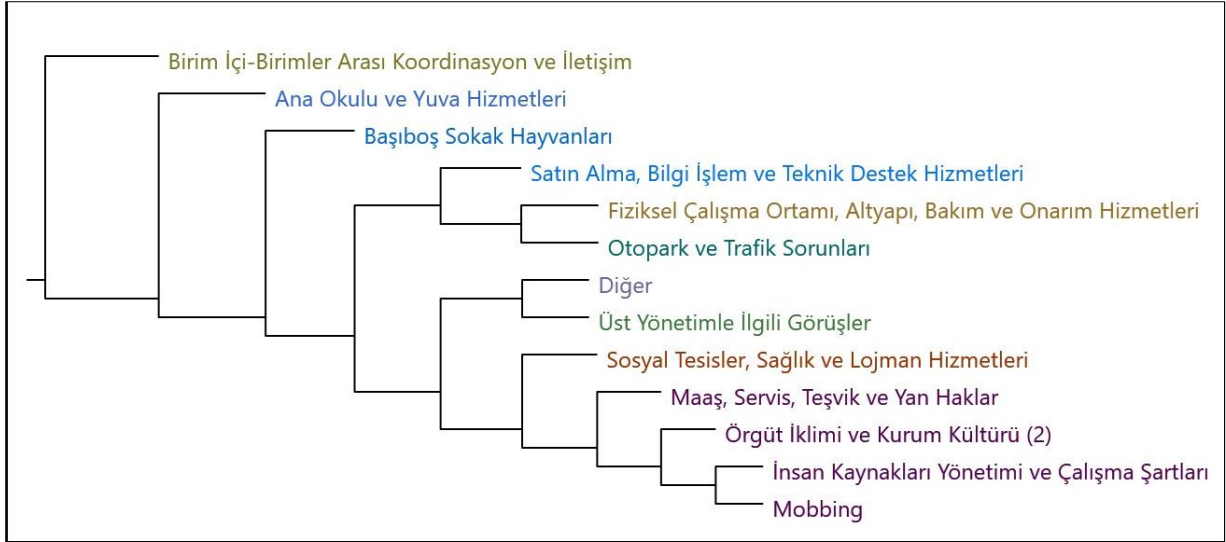 Birim İçi-Birimler Arası Koordinasyon ve İletişim
Ana Okulu ve Yuva Hizmetleri
Başıboş Sokak Hayvanları
Satın Alma, Bilgi İşlem ve Teknik Destek Hizmetleri
Fiziksel Çalışma Ortamı, Altyapı, Bakım ve Onarım Hizmetleri
Otopark ve Trafik Sorunları
Diğer
Üst Yönetimle İlgili Görüşler
Sosyal Tesisler, Sağlık ve Lojman Hizmetleri
Maaş, Servis, Teşvik ve Yan Haklar
Örgüt İklimi ve Kurum Kültürü (2)
İnsan Kaynakları Yönetimi ve Çalışma Şartları
Mobbing